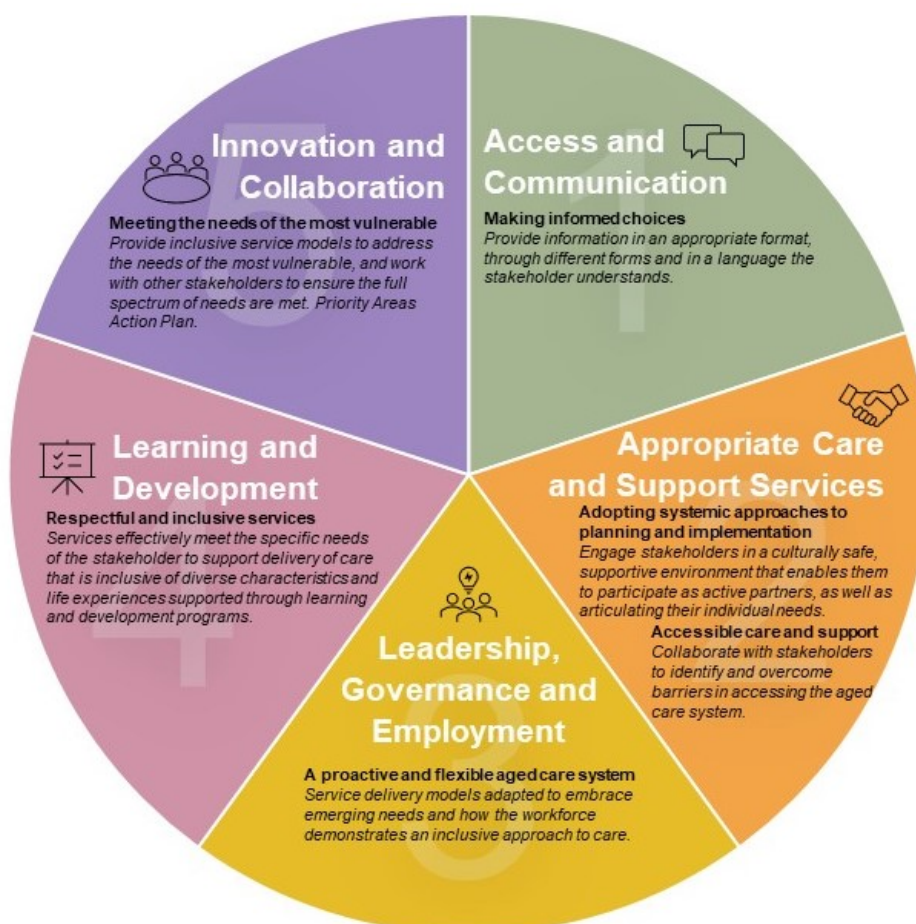 1
Access and
Communication
Making informed choices
Provide information in an appropriate format,
through different forms and in a language the
stakeholder understands.
2
Appropriate Care
and Support Services
Adopting systemic approaches to
planning and implementation
Engage stakeholders in a culturally safe,
supportive environment that enables them
to participate as active partners, as well as
articulating their individual needs.
Accessible care and support
Collaborate with stakeholders
to identify and overcome
barriers in accessing the aged
care system.
3
Leadership,
Governance and
Employment
A proactive and flexible aged care system
Service delivery models adapted to embrace
emerging needs and how the workforce
demonstrates an inclusive approach to care.
4
Learning and
Development
Respectful and inclusive services
Services effectively meet the specific needs
of the stakeholder to support delivery of care
that is inclusive of diverse characteristics and
life experiences supported through learning
and development programs.
5
Innovation and
Collaboration
Meeting the needs of the most vulnerable
Provide inclusive service models to address
the needs of the most vulnerable, and work
with other stakeholders to ensure the full
spectrum of needs are met. Priority Areas
Action Plan.